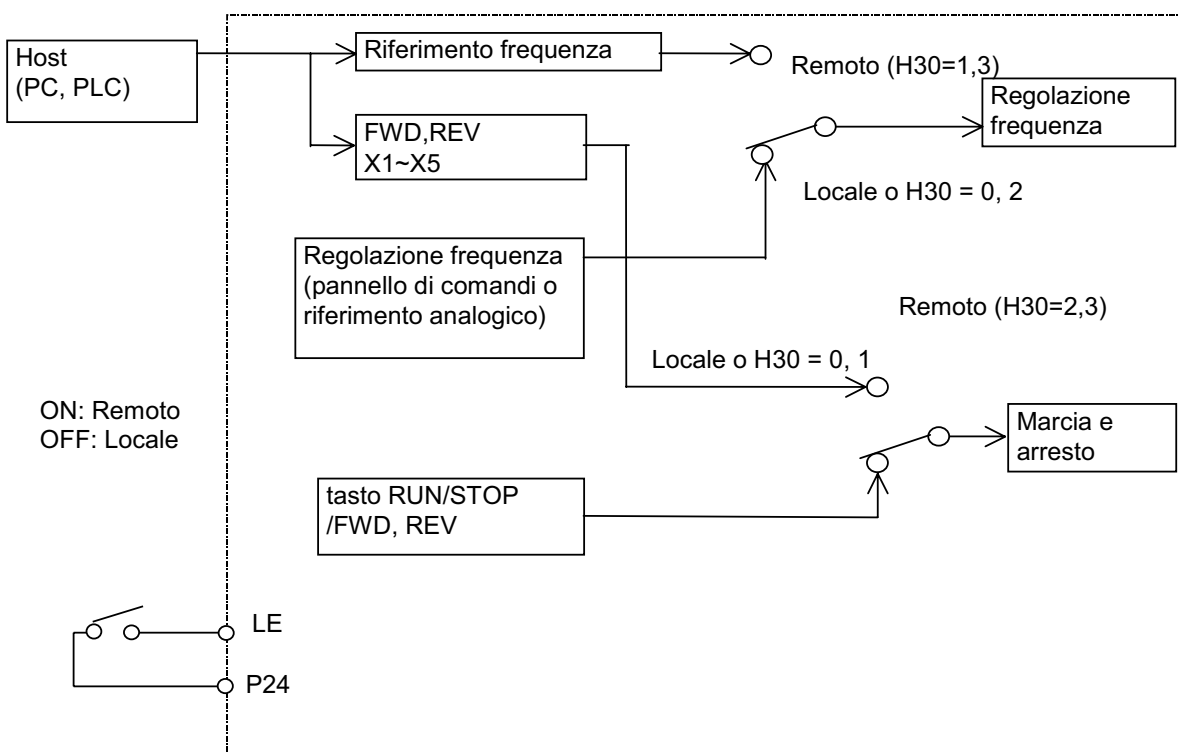 Host
(PC, PLC)
Riferimento frequenza
Remoto (H30=1,3)
Regolazione
frequenza
FWD,REV
X1~X5
Locale o H30 = 0, 2
Regolazione frequenza
(pannello di comandi o
riferimento analogico)
Remoto (H30=2,3)
Locale o H30 = 0, 1
ON: Remoto
OFF: Locale
Marcia e
arresto
tasto RUN/STOP
/FWD, REV
LE
P24